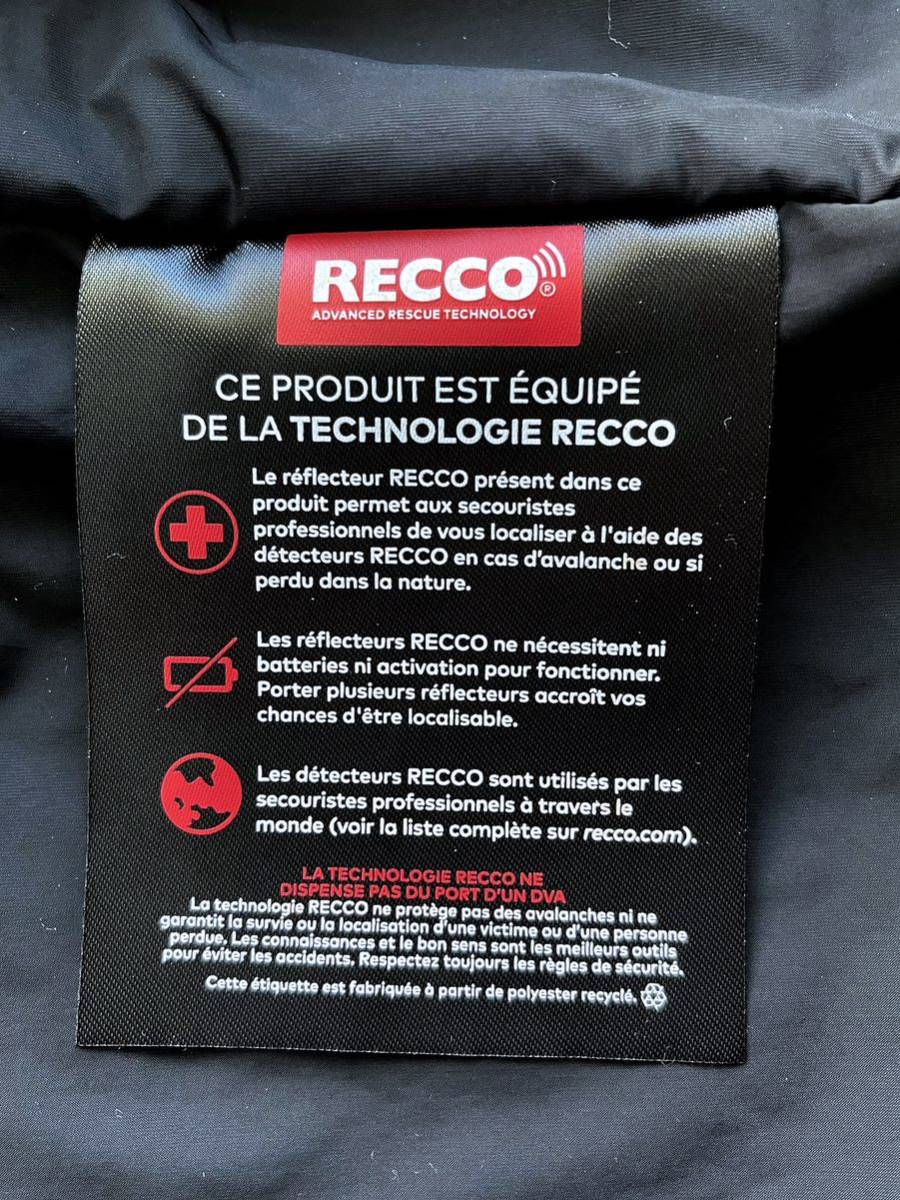 RECCO®
ADVANCED RESCUE TECHNOLOGY
CE PRODUIT EST ÉQUIPÉ
DE LA TECHNOLOGIE RECCO
Le réflecteur RECCO présent dans ce
produit permet aux secouristes
professionnels de vous localiser à l'aide des
détecteurs RECCO en cas d'avalanche ou si
perdu dans la nature.
Les réflecteurs RECCO ne nécessitent ni
batteries ni activation pour fonctionner.
Porter plusieurs réflecteurs accroît vos
chances d'être localisable.
Les détecteurs RECCO sont utilisés par les
secouristes professionnels à travers le
monde (voir la liste complète sur recco.com).
LA TECHNOLOGIE RECCO NE
DISPENSE PAS DU PORT D'UN DVA
La technologie RECCO ne protège pas des avalanches ni ne
garantit la survie ou la localisation d'une victime ou d'une personne
perdue. Les connaissances et le bon sens sont les meilleurs outils
pour éviter les accidents. Respectez toujours les règles de sécurité.
Cette étiquette est fabriquée à partir de polyester recyclé.